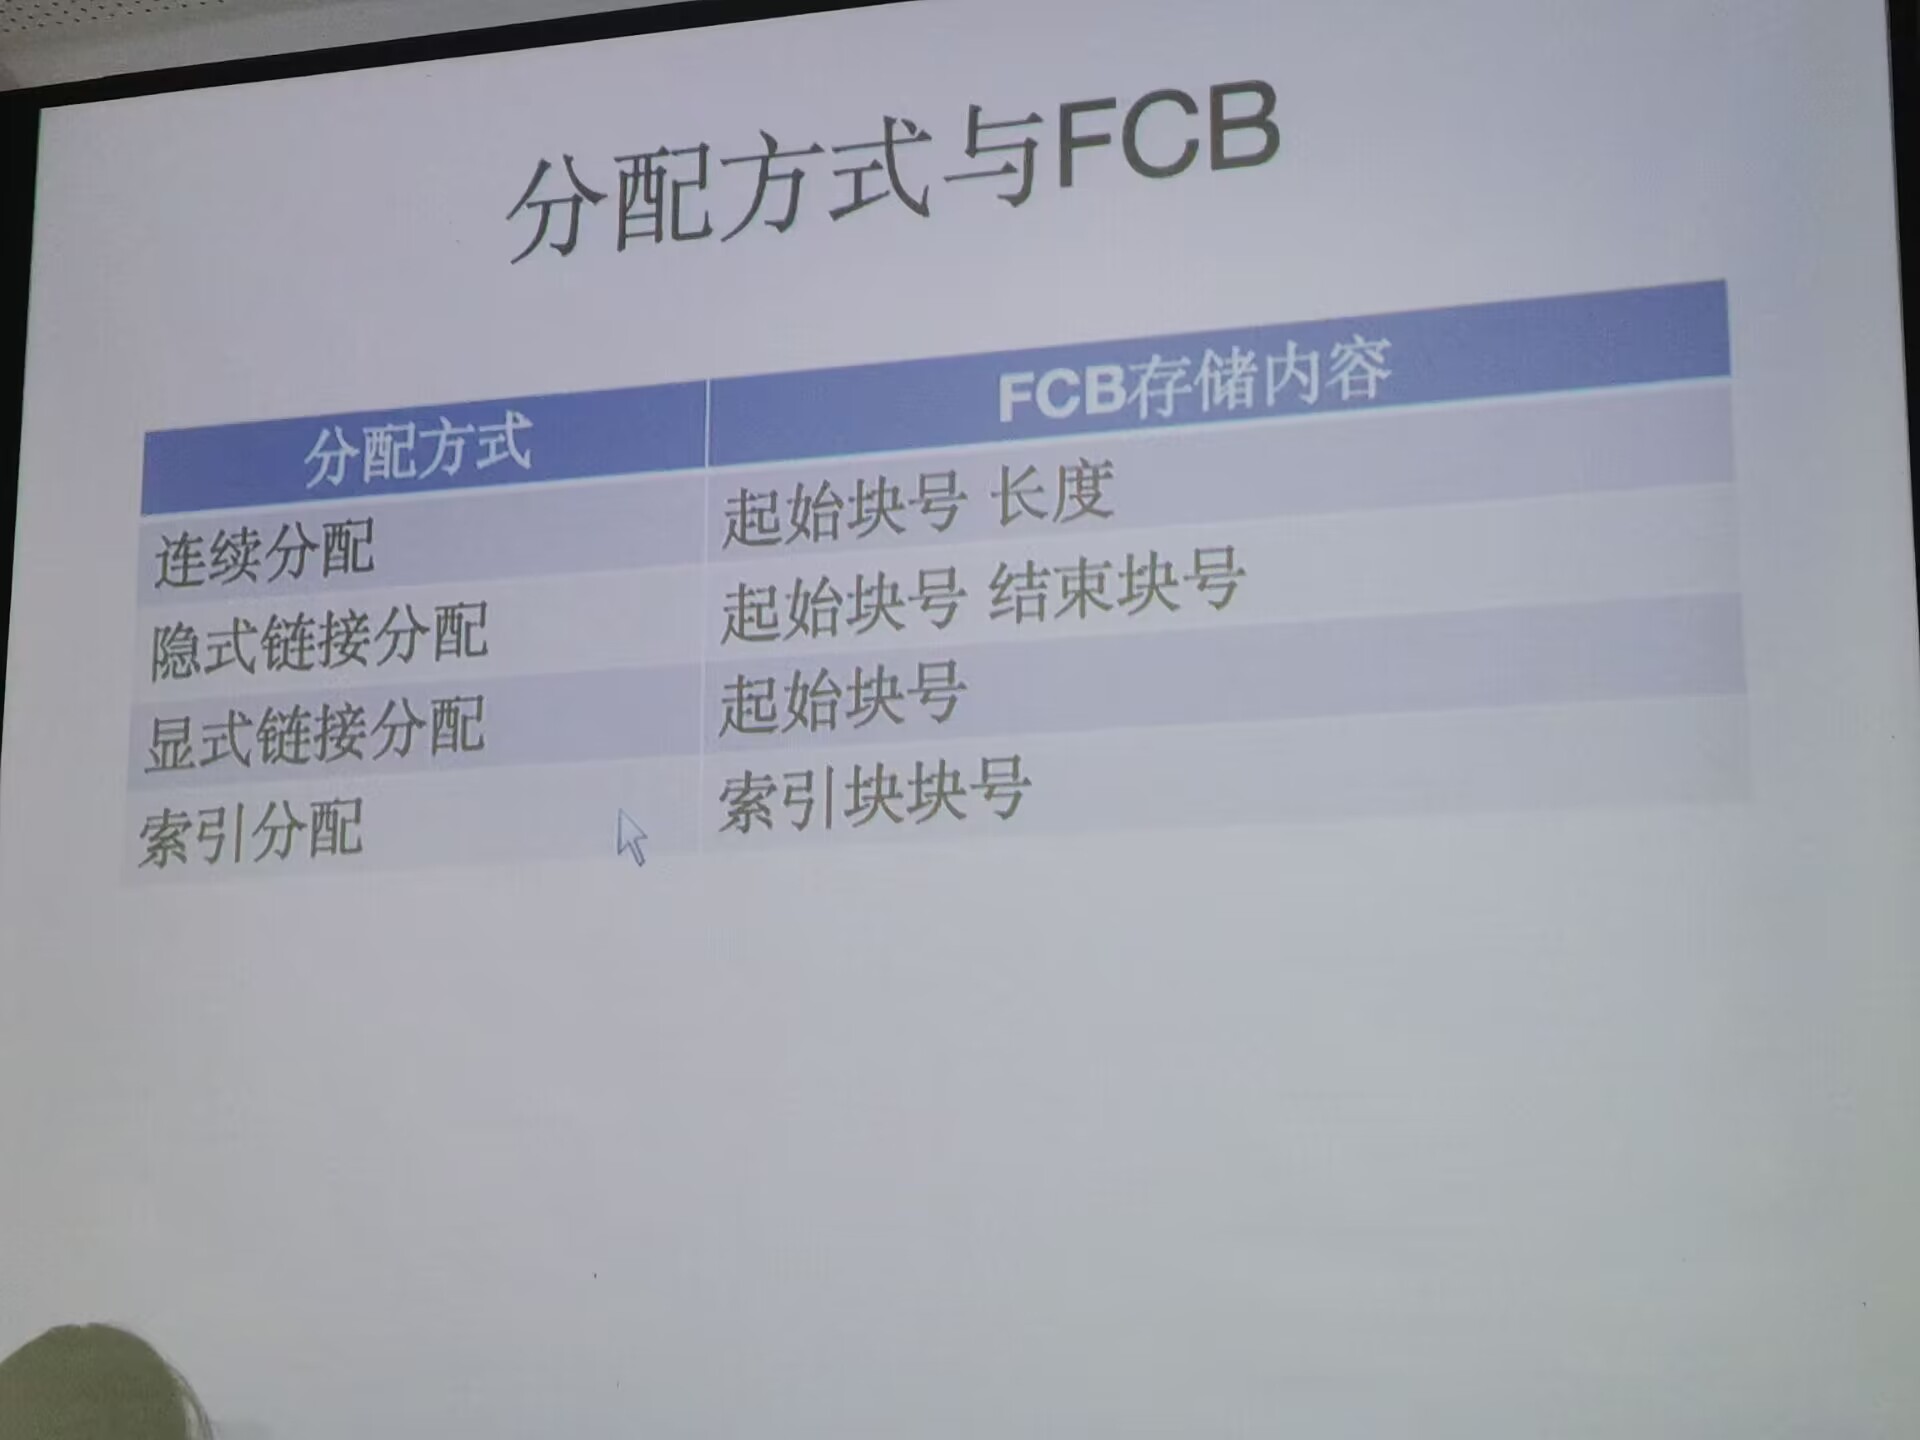 分配方式与FCB
分配方式 FCB存储内容
连续分配 起始块号 长度
隐式链接分配 起始块号 结束块号
显式链接分配 起始块号
索引分配 索引块块号